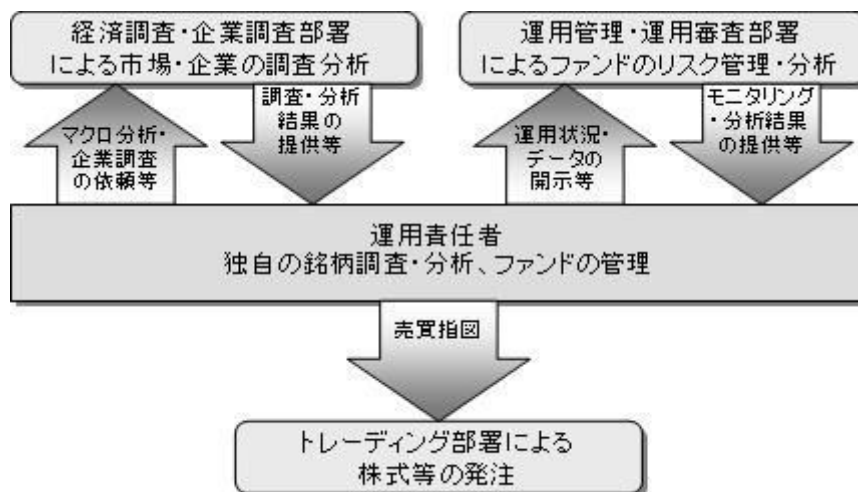 経済調査・企業調査部署
による市場・企業の調査分析
運用管理・運用審査部署
によるファンドのリスク管理・分析
マクロ分析・
企業調査
の依頼等
調査・分析
結果の
提供等
運用状況・
データの
開示等
モニタリング
・分析結果
の提供等
運用責任者
独自の銘柄調査・分析、ファンドの管理
売買指図
トレーディング部署による
株式等の発注